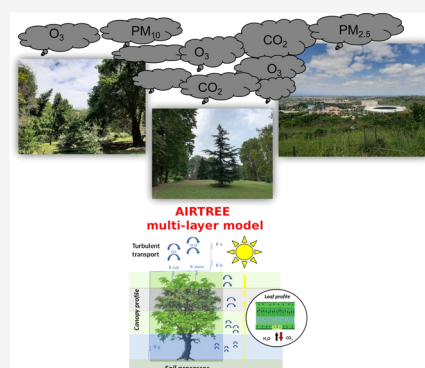 O3
PM10
O3
CO2
PM2.5
O3
CO2
AIRTREE
multi-layer model
Turbulent
transport
Canopy profile
Leaf profile
H2O
CO2
Soil processes